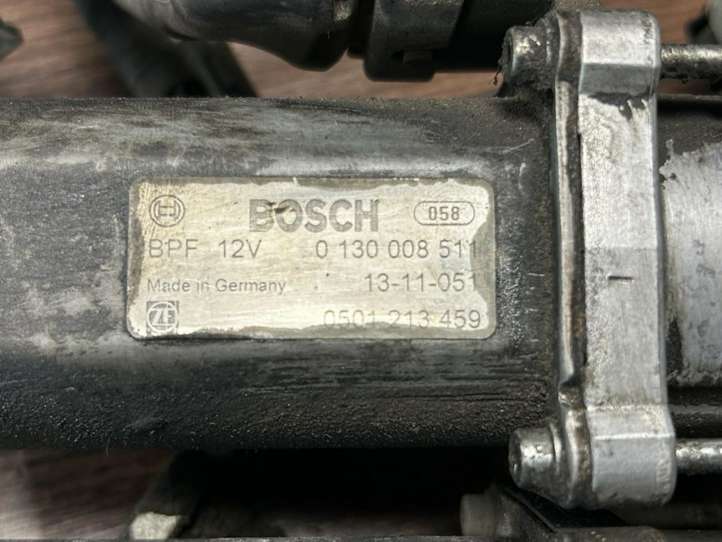 BOSCH 058
BPF 12V 0 130 008 511
Made in Germany 13-11-051
ZF 0501 213 459